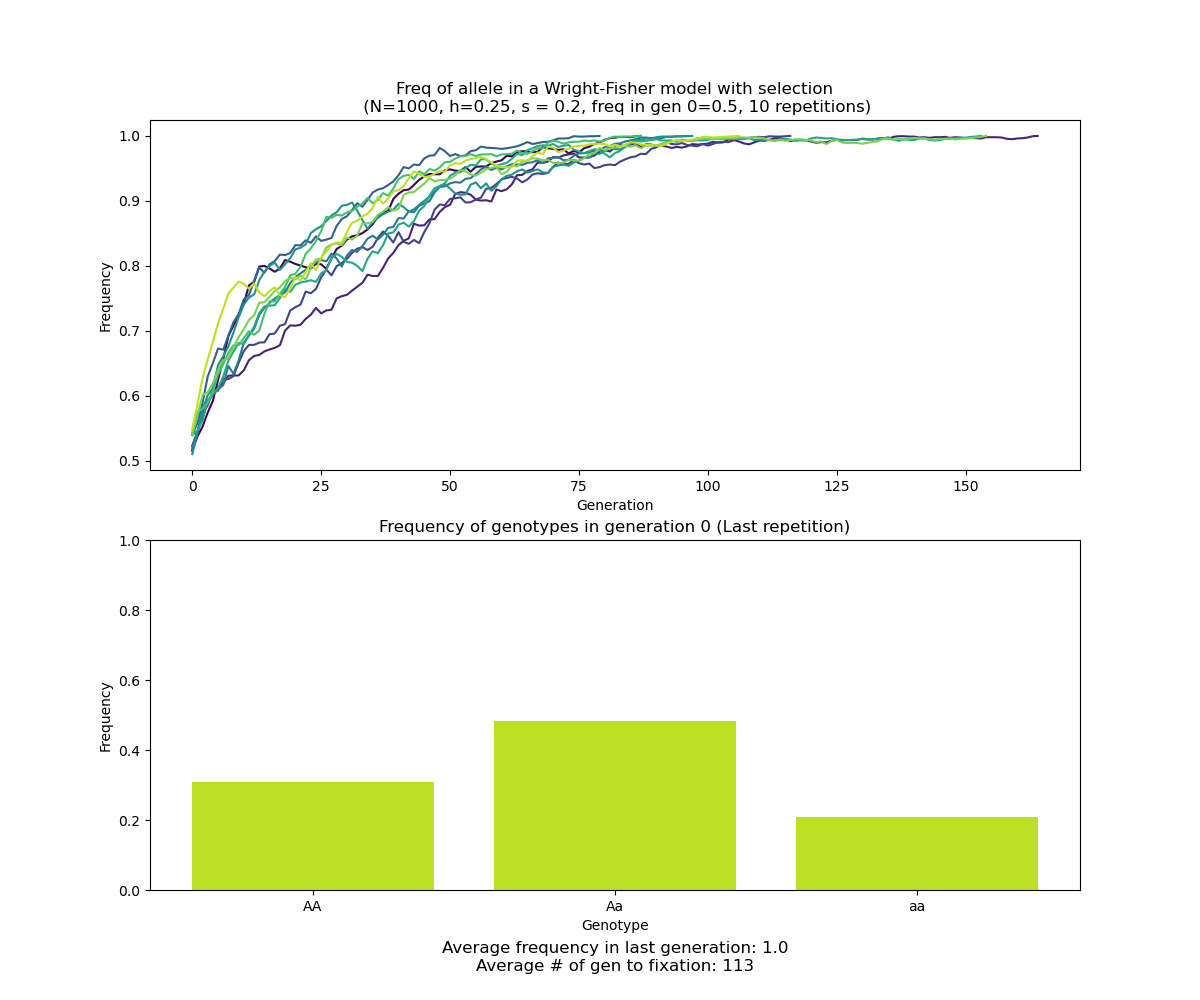 Freq of allele in a Wright-Fisher model with selection
(N=1000, h=0.25, s = 0.2, freq in gen 0=0.5, 10 repetitions)
1.0
0.9
0.8
0.7
0.6
0.5
Frequency
0 25 50 75 100 125 150
Generation
Frequency of genotypes in generation 0 (Last repetition)
1.0
0.8
0.6
0.4
0.2
0.0
Frequency
AA Aa aa
Genotype
Average frequency in last generation: 1.0
Average # of gen to fixation: 113